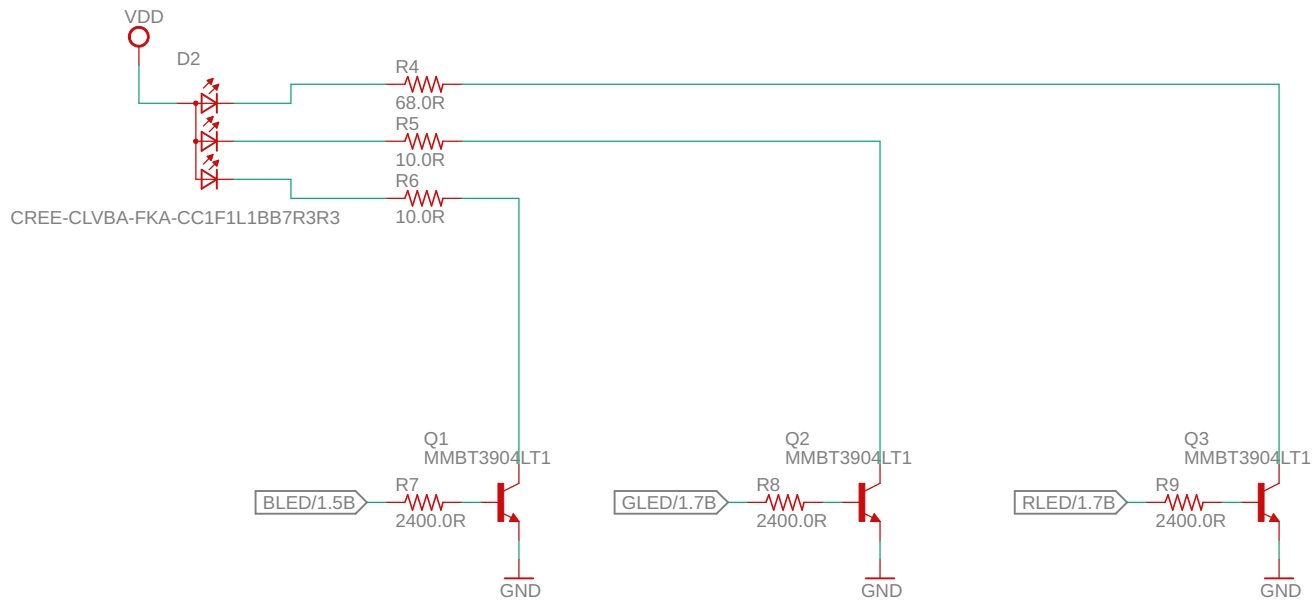 VDD
D2
R4
68.0R
R5
10.0R
R6
10.0R
CREE-CLVBA-FKA-CC1F1L1BB7R3R3
Q1
MMBT3904LT1
Q2
MMBT3904LT1
Q3
MMBT3904LT1
BLED/1.5B
R7
2400.0R
GLED/1.7B
R8
2400.0R
RLED/1.7B
R9
2400.0R
GND
GND
GND